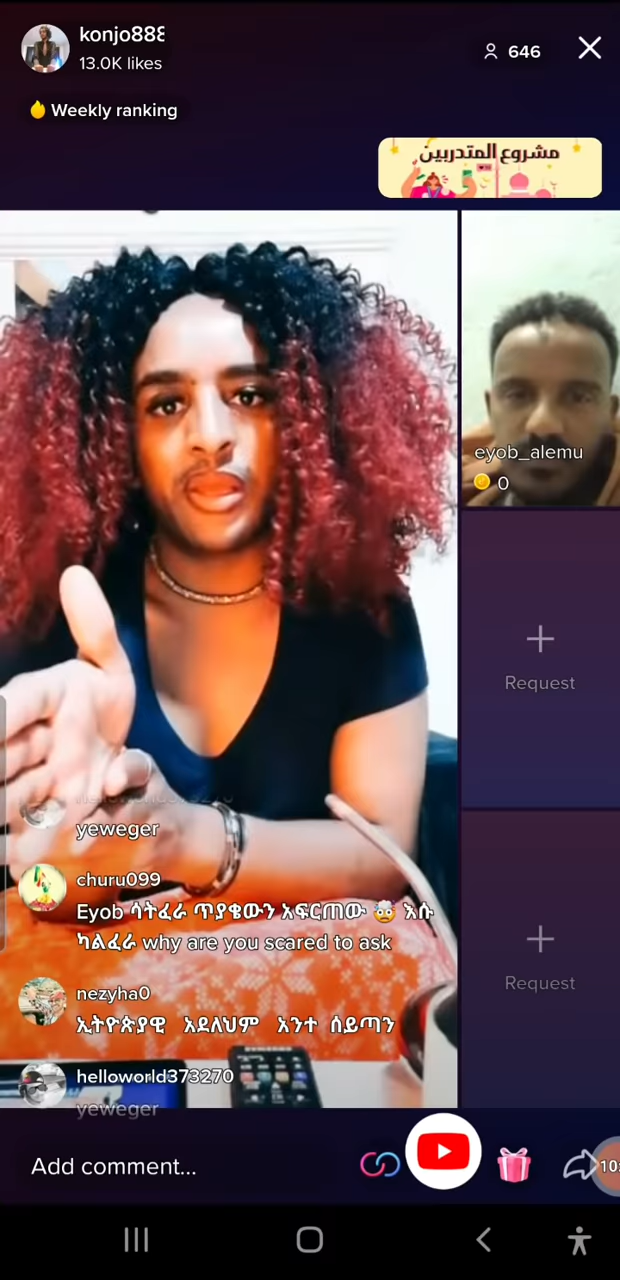 konjo888
13.0K likes
646
Weekly ranking
مشروع المتدربين
eyob_alemu
0
Request
Request
yeweger
churu099
Eyob ሳትፈራ ጥያቄውን አፍርጠው 🤯 እሱ
ካልፈራ why are you scared to ask
nezyha0
ኢትዮጵያዊ አደለህም አንተ ሰይጣን
helloworld373270
yeweger
Add comment...
10: